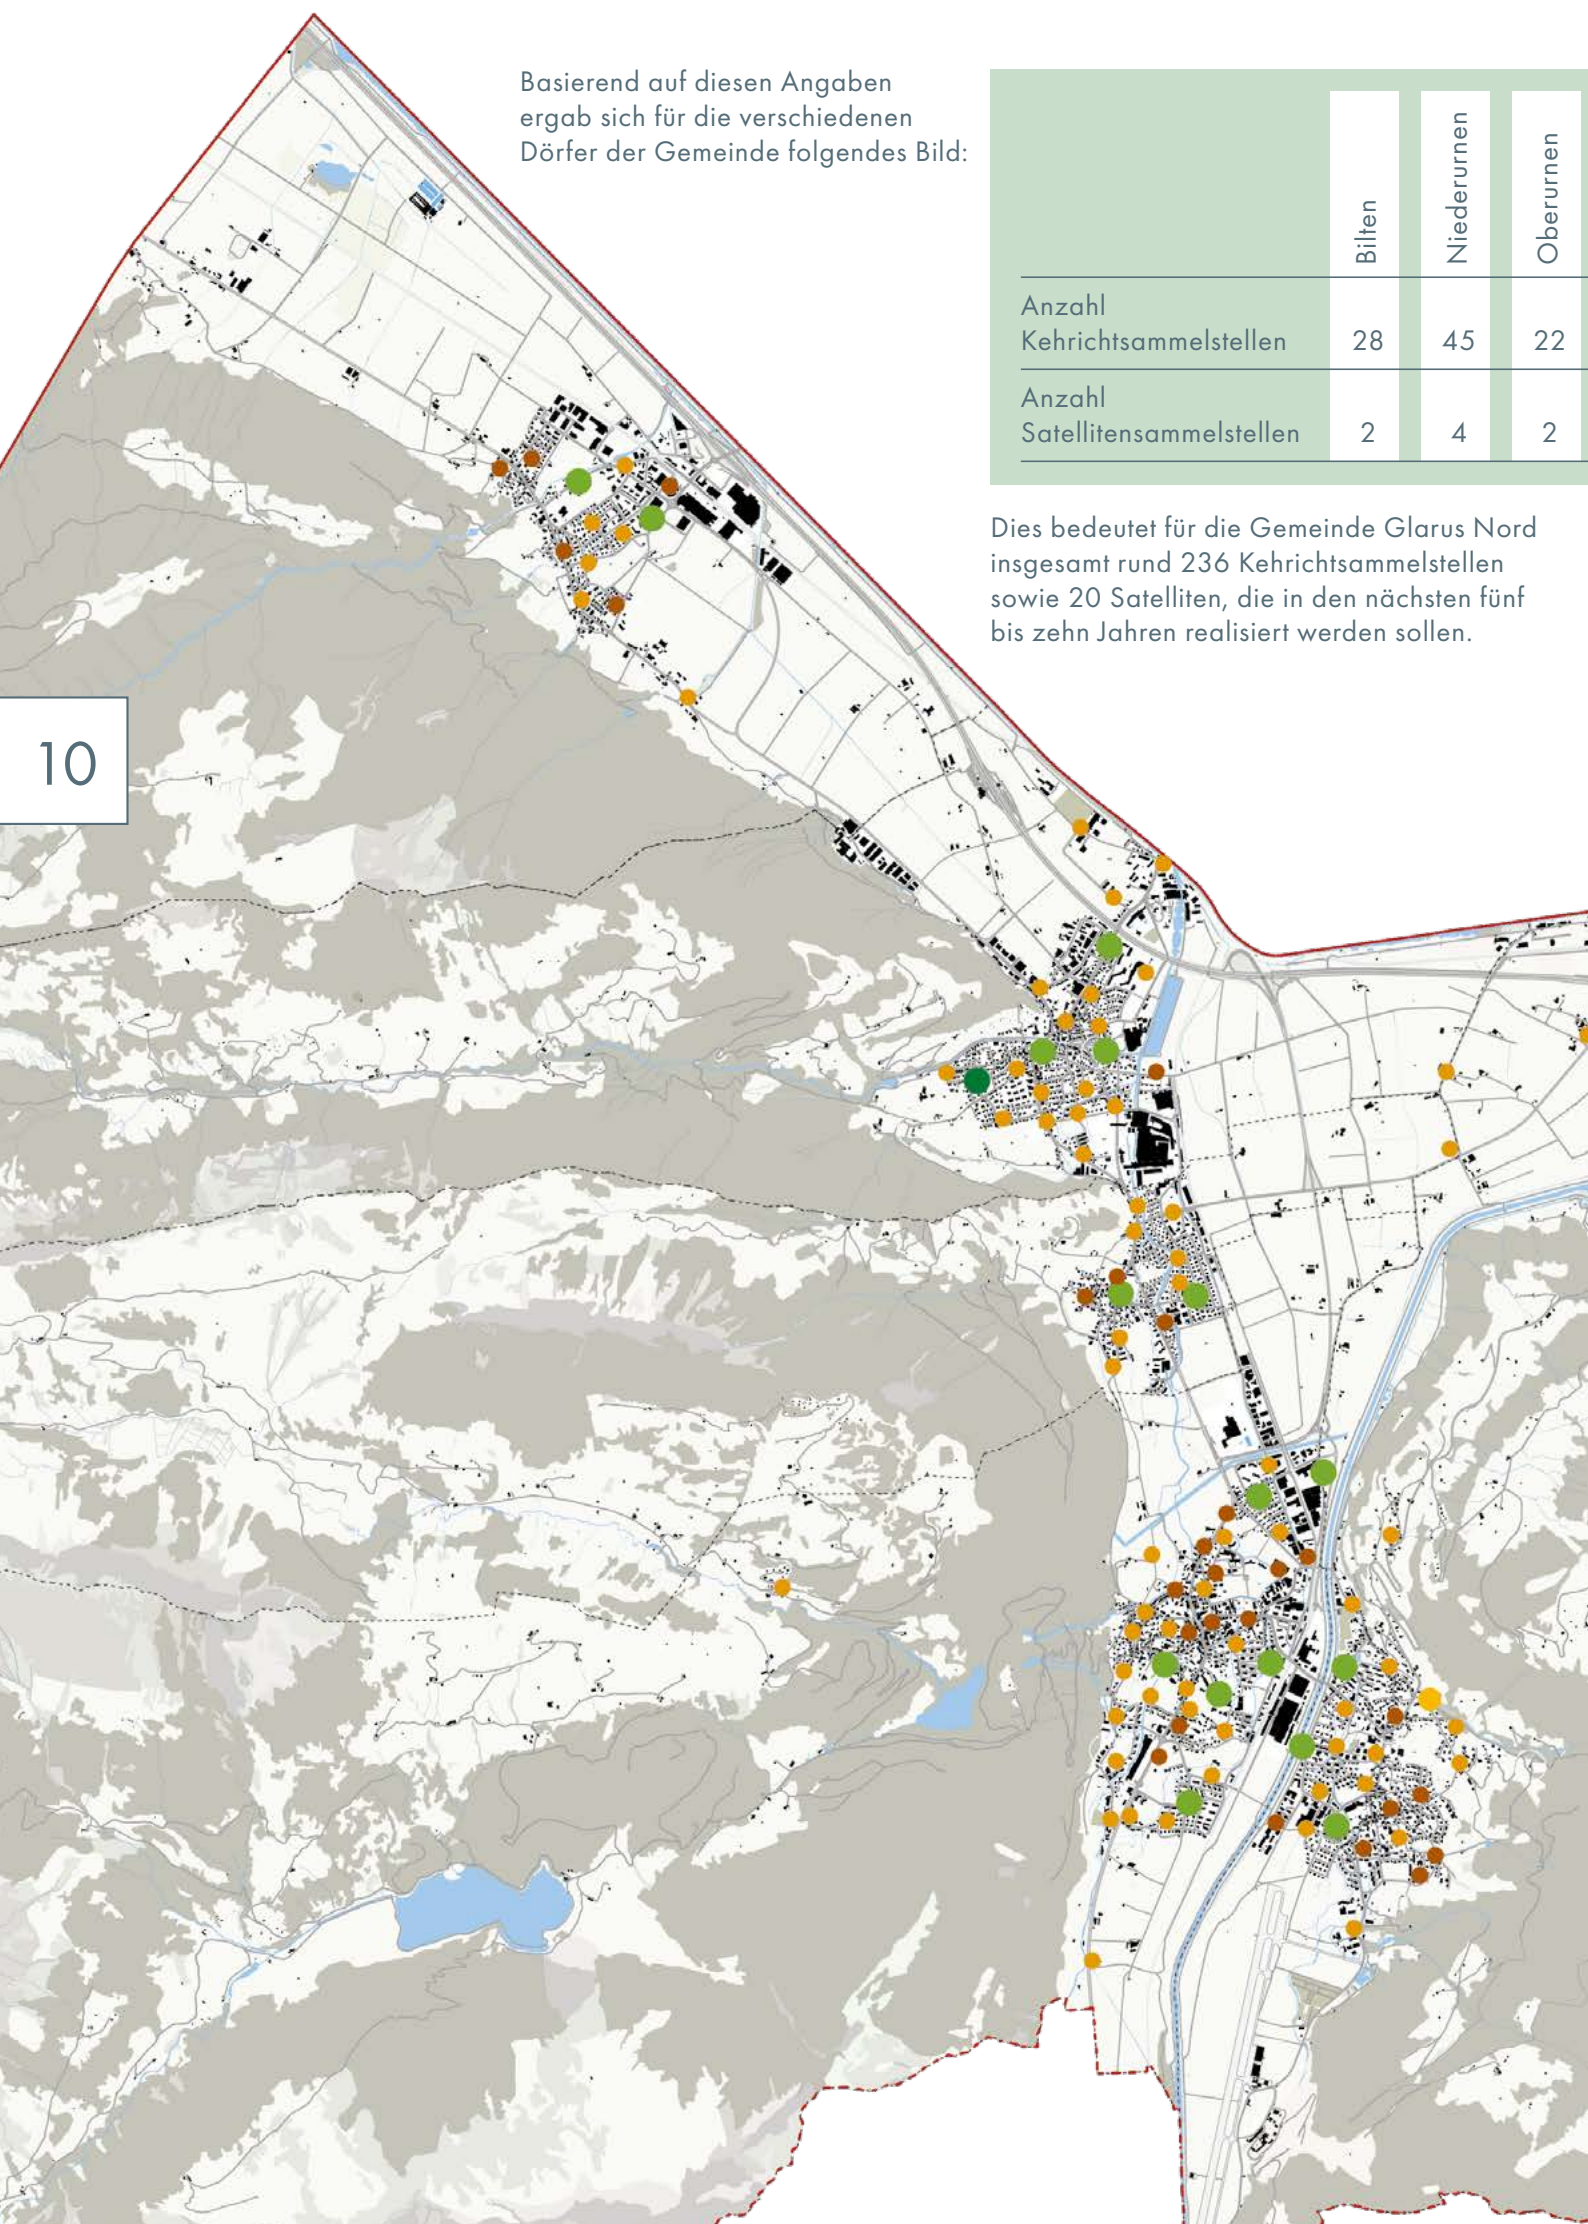 Basierend auf diesen Angaben
ergab sich für die verschiedenen
Dörfer der Gemeinde folgendes Bild:
Bilten
Niederurnen
Oberurnen
Anzahl
Kehrichtsammelstellen 28 45 22
Anzahl
Satellitensammelstellen 2 4 2
Dies bedeutet für die Gemeinde Glarus Nord
insgesamt rund 236 Kehrichtsammelstellen
sowie 20 Satelliten, die in den nächsten fünf
bis zehn Jahren realisiert werden sollen.
10